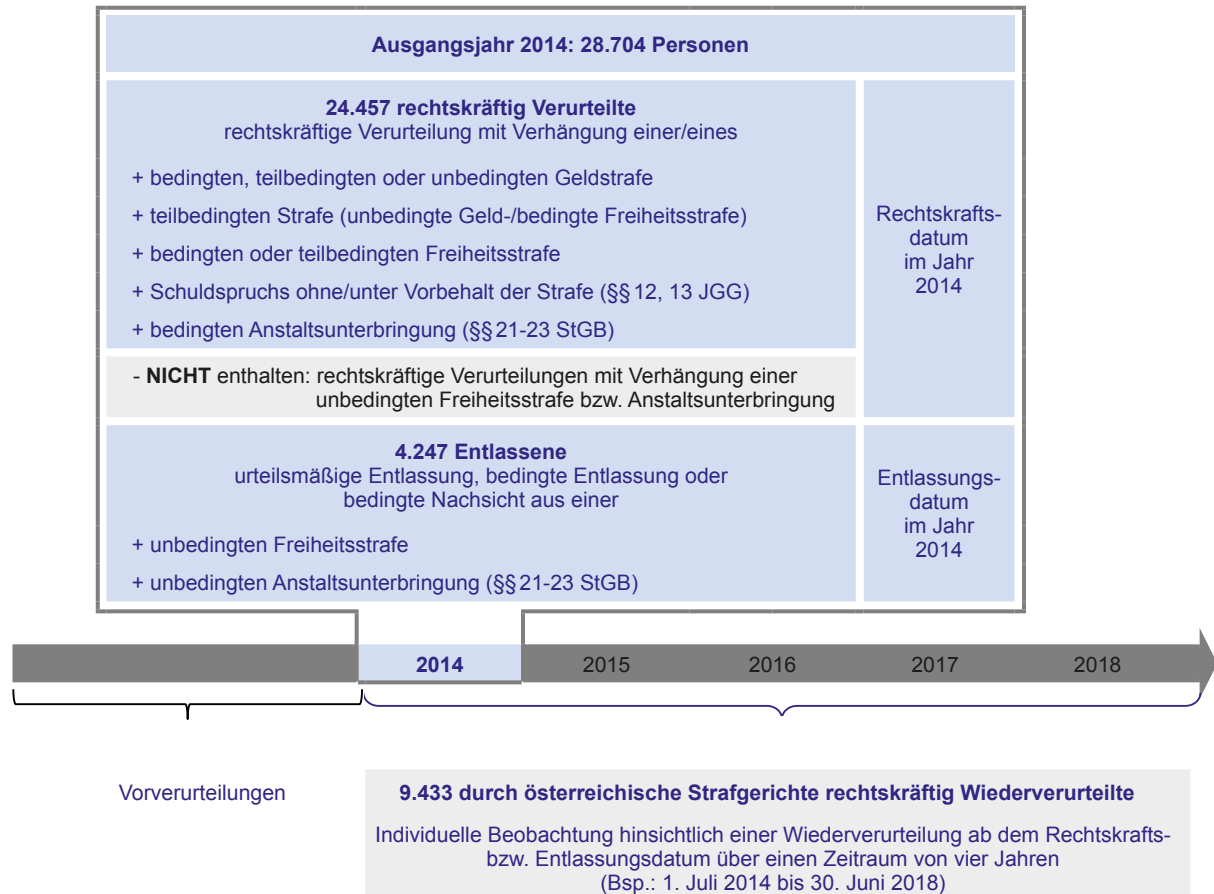 Ausgangsjahr 2014: 28.704 Personen
24.457 rechtskräftig Verurteilte
rechtskräftige Verurteilung mit Verhängung einer/eines
+ bedingten, teilbedingten oder unbedingten Geldstrafe
+ teilbedingten Strafe (unbedingte Geld-/bedingte Freiheitsstrafe)
+ bedingten oder teilbedingten Freiheitsstrafe
+ Schuldspruchs ohne/unter Vorbehalt der Strafe (§§ 12, 13 JGG)
+ bedingten Anstaltsunterbringung (§§ 21-23 StGB)
- NICHT enthalten: rechtskräftige Verurteilungen mit Verhängung einer
unbedingten Freiheitsstrafe bzw. Anstaltsunterbringung
Rechtskrafts-
datum
im Jahr
2014
4.247 Entlassene
urteilsmäßige Entlassung, bedingte Entlassung oder
bedingte Nachsicht aus einer
+ unbedingten Freiheitsstrafe
+ unbedingten Anstaltsunterbringung (§§ 21-23 StGB)
Entlassungs-
datum
im Jahr
2014
2014 2015 2016 2017 2018
Vorverurteilungen
9.433 durch österreichische Strafgerichte rechtskräftig Wiederverurteilte
Individuelle Beobachtung hinsichtlich einer Wiederverurteilung ab dem Rechtskrafts-
bzw. Entlassungsdatum über einen Zeitraum von vier Jahren
(Bsp.: 1. Juli 2014 bis 30. Juni 2018)